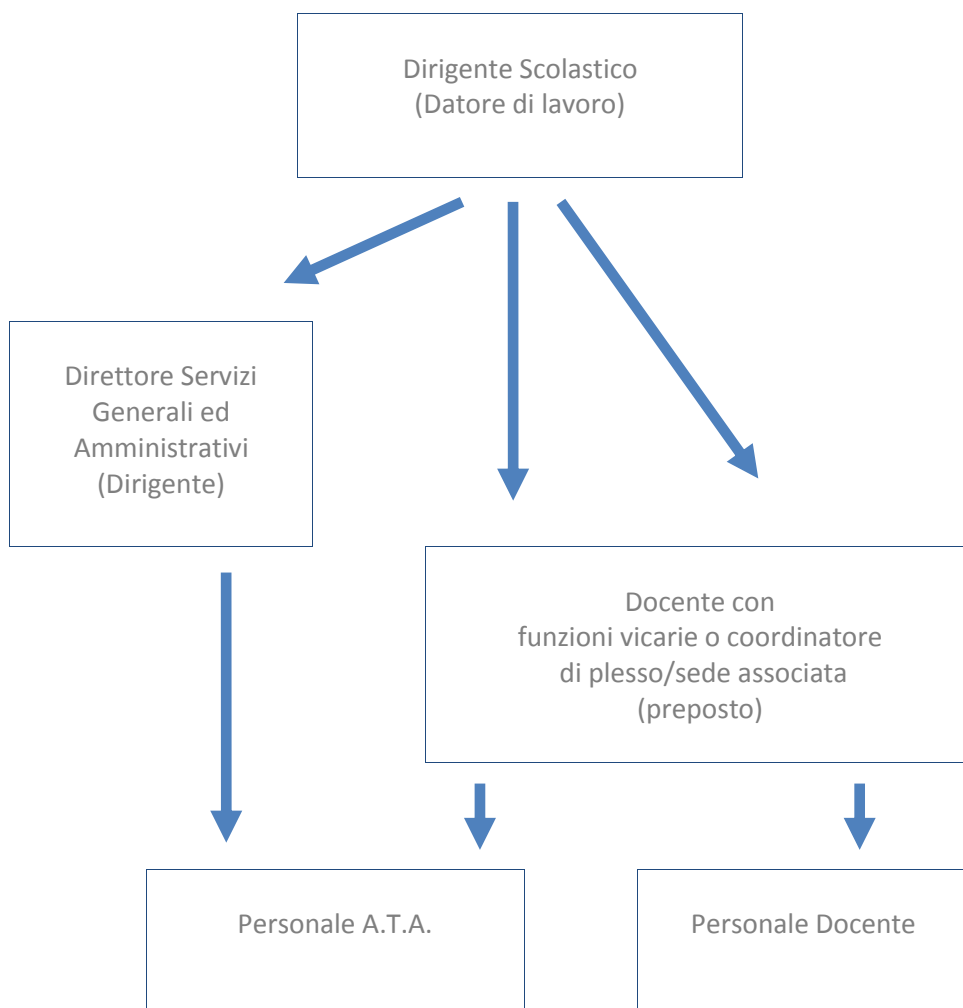 Dirigente Scolastico
(Datore di lavoro)
Direttore Servizi
Generali ed
Amministrativi
(Dirigente)
Docente con
funzioni vicarie o coordinatore
di plesso/sede associata
(preposto)
Personale A.T.A.
Personale Docente